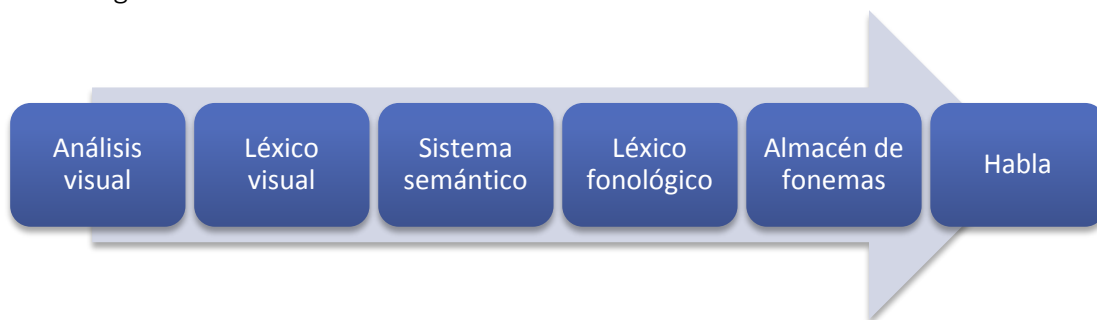 Análisis
visual
Léxico
visual
Sistema
semántico
Léxico
fonológico
Almacén de
fonemas
Habla